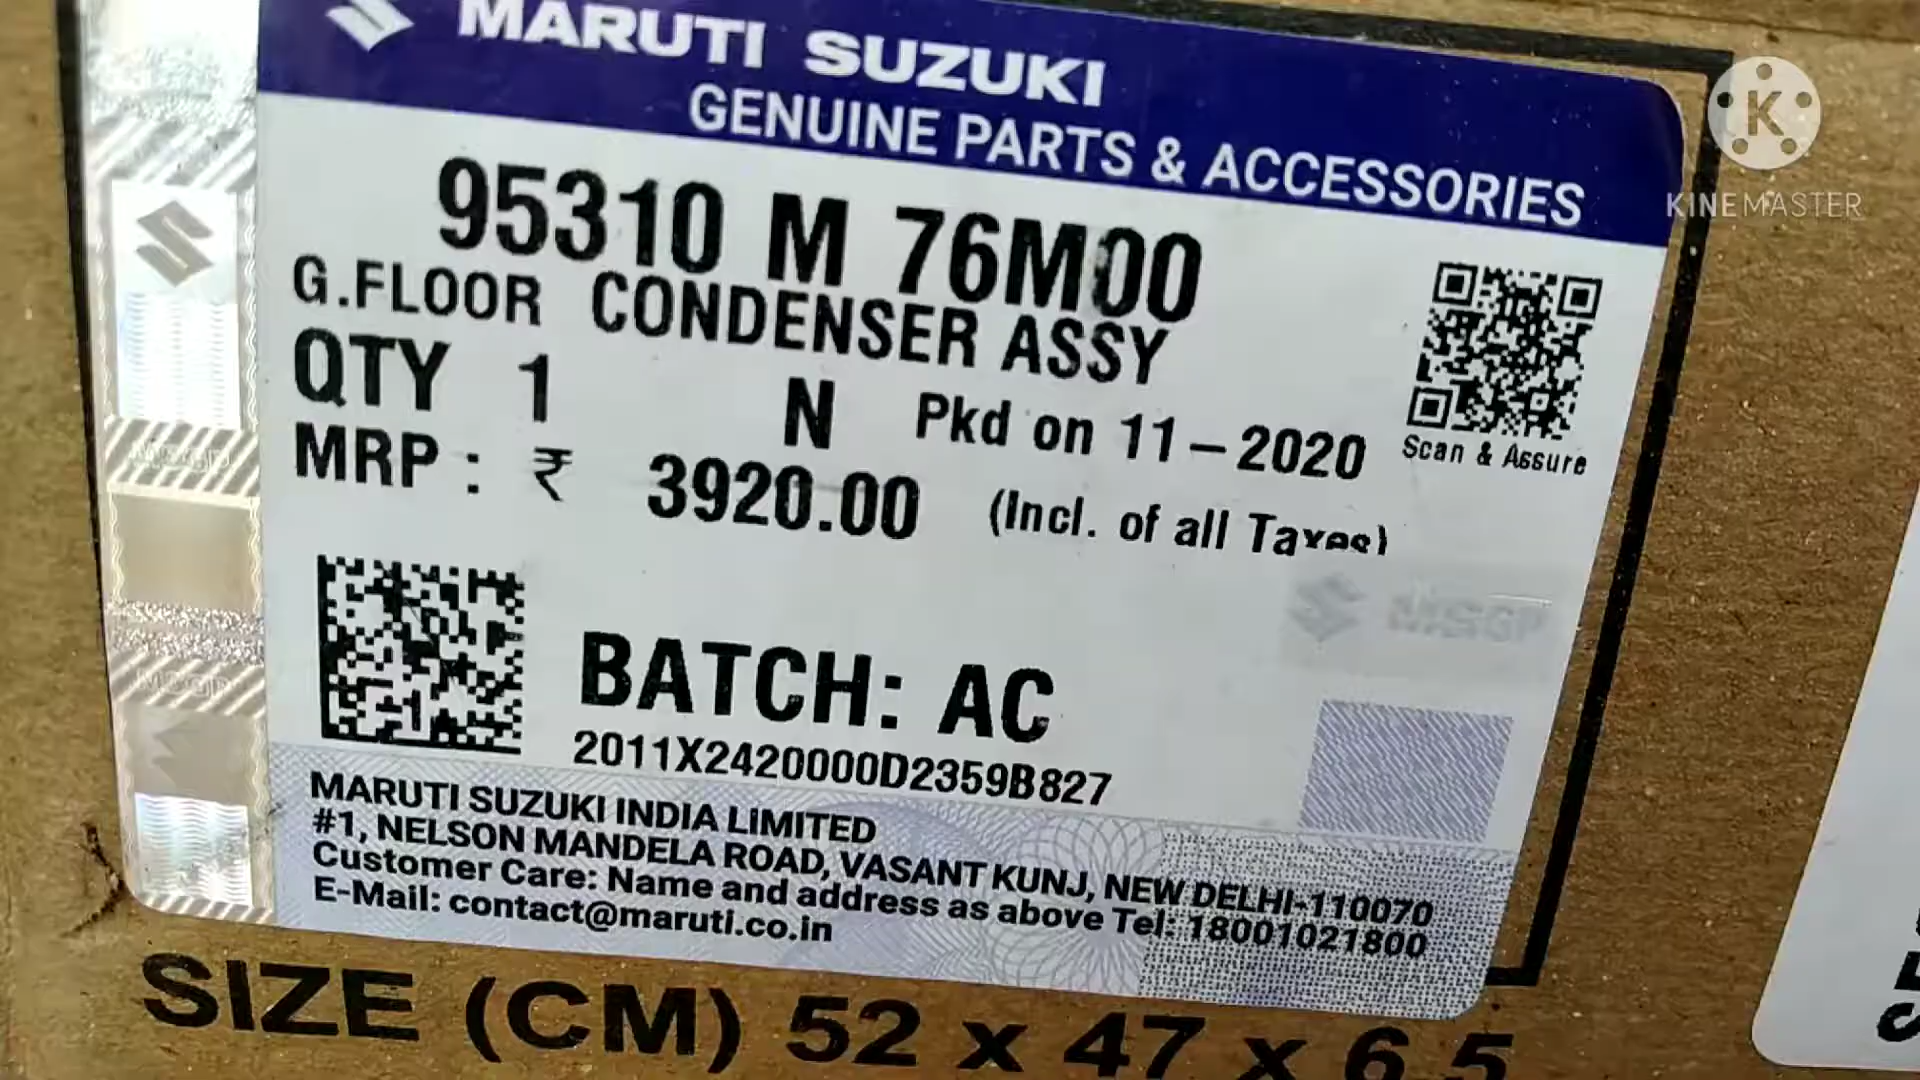 MARUTI SUZUKI
GENUINE PARTS & ACCESSORIES
95310 M 76M00
G.FLOOR CONDENSER ASSY
QTY 1 N Pkd on 11-2020
MRP : ₹ 3920.00 (Incl. of all Taxes)
Scan & Assure
BATCH: AC
2011X2420000D2359B827
MARUTI SUZUKI INDIA LIMITED
#1, NELSON MANDELA ROAD, VASANT KUNJ, NEW DELHI-110070
Customer Care: Name and address as above Tel: 18001021800
E-Mail: contact@maruti.co.in
SIZE (CM) 52 x 47 x 6.5
MSGP
MSGP
MSGP
K
KINEMASTER